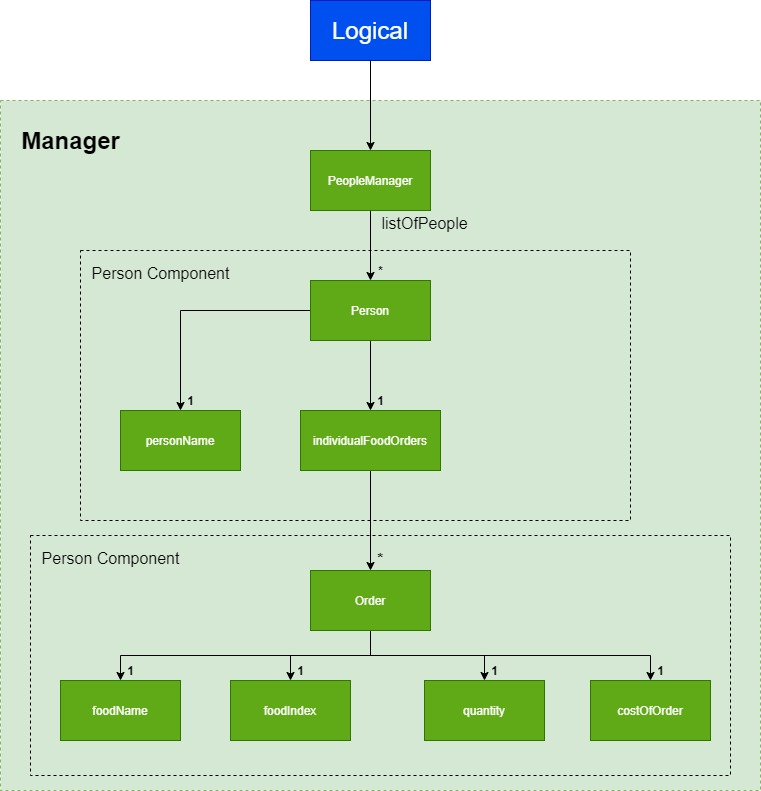 Logical
Manager
PeopleManager
listOfPeople
*
Person Component
Person
1
1
personName
individualFoodOrders
*
Person Component
Order
1
1
1
1
foodName
foodIndex
quantity
costOfOrder